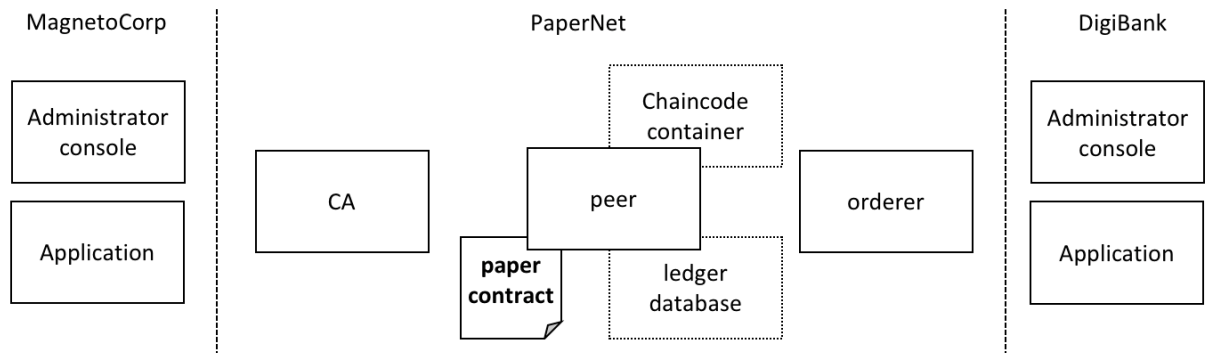 MagnetoCorp
Administrator
console
Application
PaperNet
CA
Chaincode
container
peer
paper
contract
ledger
database
orderer
DigiBank
Administrator
console
Application